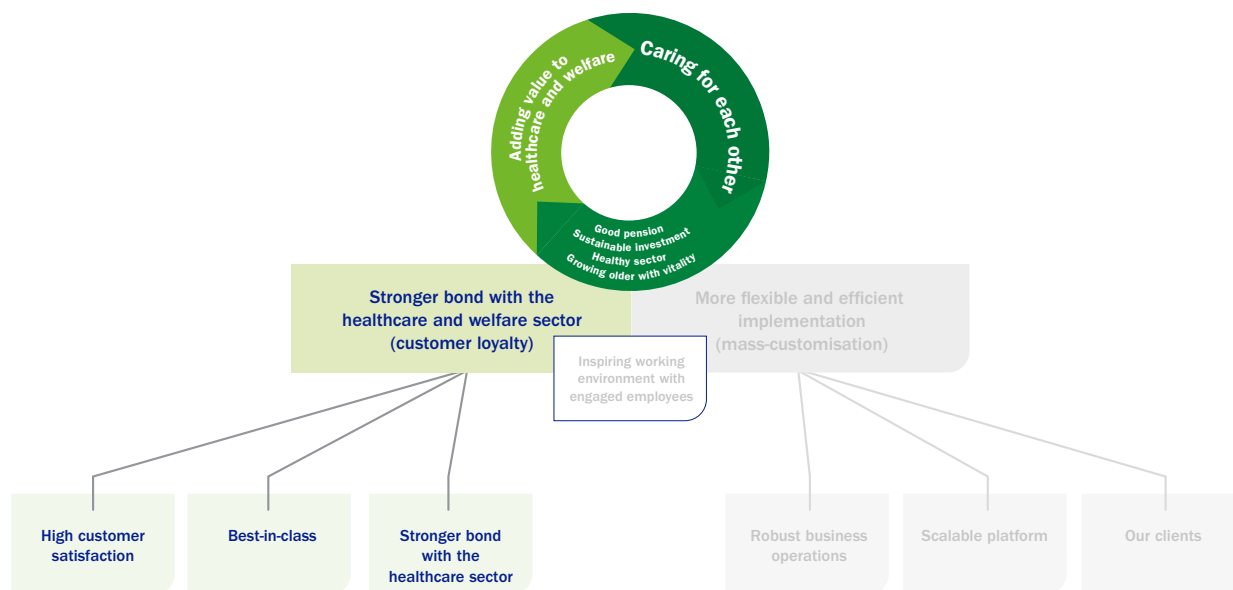 Adding value to
healthcare and welfare
Caring for each other
Good pension
Sustainable investment
Healthy sector
Growing older with vitality
Stronger bond with the
healthcare and welfare sector
(customer loyalty)
More flexible and efficient
implementation
(mass-customisation)
Inspiring working
environment with
engaged employees
High customer
satisfaction
Best-in-class
Stronger bond
with the
healthcare sector
Robust business
operations
Scalable platform
Our clients